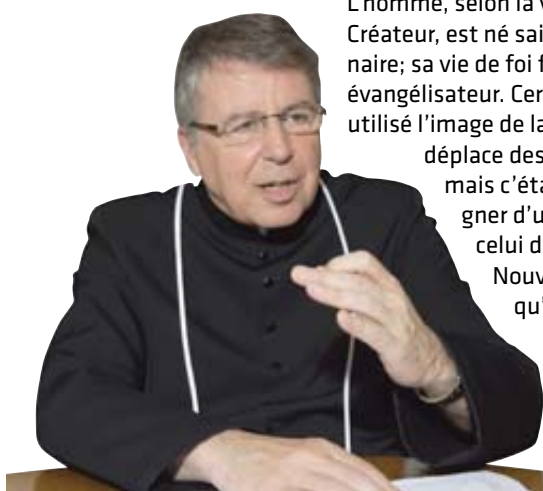 L'homme, selon la v
Créateur, est né sai
naire; sa vie de foi f
évangélisateur. Cer
utilisé l'image de la
déplace des
mais c'éta
gner d'u
celui d
Nouv
qu'